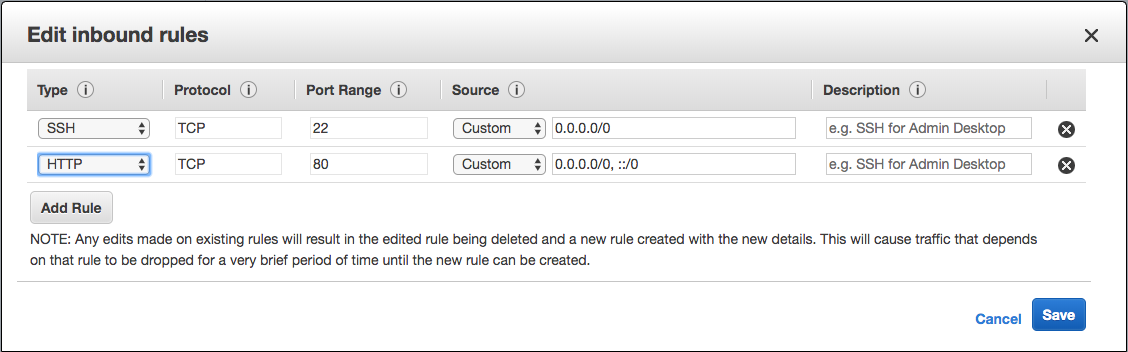 Edit inbound rules
Type Protocol Port Range Source Description
SSH TCP 22 Custom 0.0.0.0/0 e.g. SSH for Admin Desktop
HTTP TCP 80 Custom 0.0.0.0/0, ::/0 e.g. SSH for Admin Desktop
Add Rule
NOTE: Any edits made on existing rules will result in the edited rule being deleted and a new rule created with the new details. This will cause traffic that depends
on that rule to be dropped for a very brief period of time until the new rule can be created.
Cancel Save